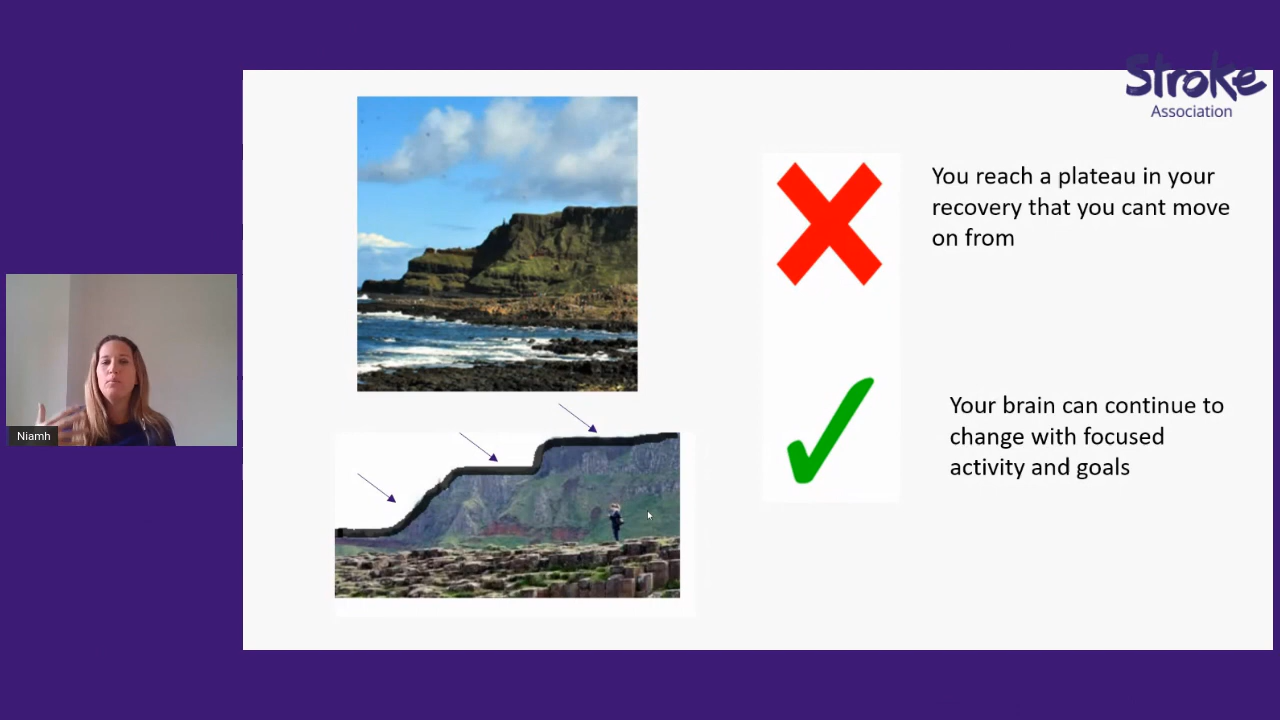 Stroke
Association
You reach a plateau in your
recovery that you cant move
on from
Your brain can continue to
change with focused
activity and goals
Niamh